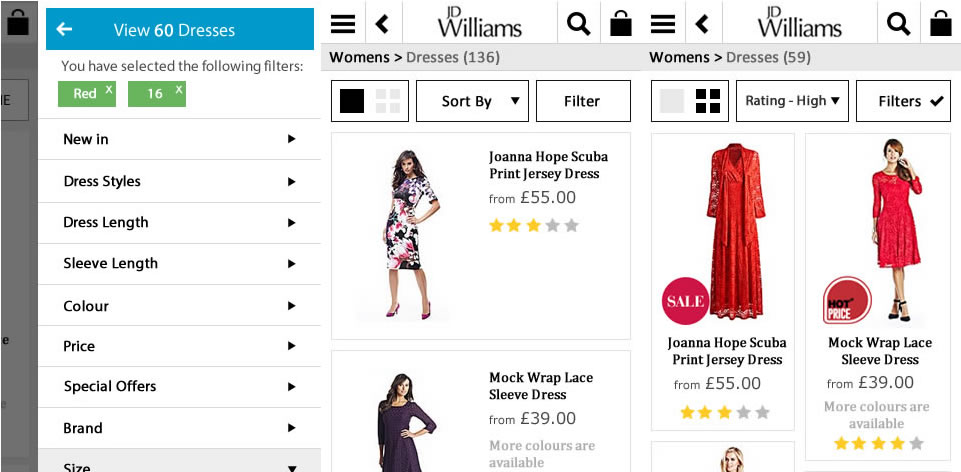 View 60 Dresses
You have selected the following filters:
Red x
16 x
New in
Dress Styles
Dress Length
Sleeve Length
Colour
Price
Special Offers
Brand
Size
JD
Williams
Womens > Dresses (136)
Sort By
Filter
Joanna Hope Scuba
Print Jersey Dress
from £55.00
Mock Wrap Lace
Sleeve Dress
from £39.00
More colours are
available
JD
Williams
Womens > Dresses (59)
Rating - High
Filters
SALE
Joanna Hope Scuba
Print Jersey Dress
from £55.00
HOT
PRICE
Mock Wrap Lace
Sleeve Dress
from £39.00
More colours are
available